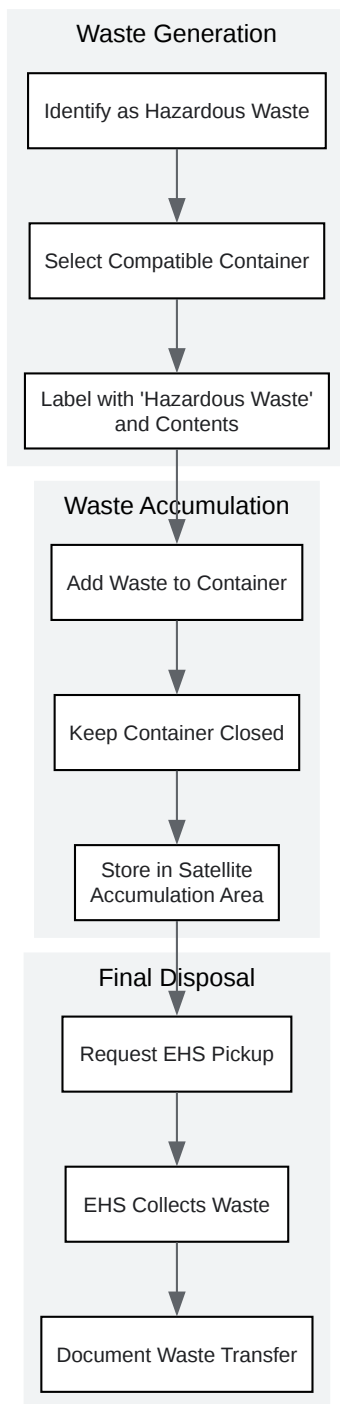 Waste Generation
Identify as Hazardous Waste
Select Compatible Container
Label with 'Hazardous Waste'
and Contents
Waste Accumulation
Add Waste to Container
Keep Container Closed
Store in Satellite
Accumulation Area
Final Disposal
Request EHS Pickup
EHS Collects Waste
Document Waste Transfer